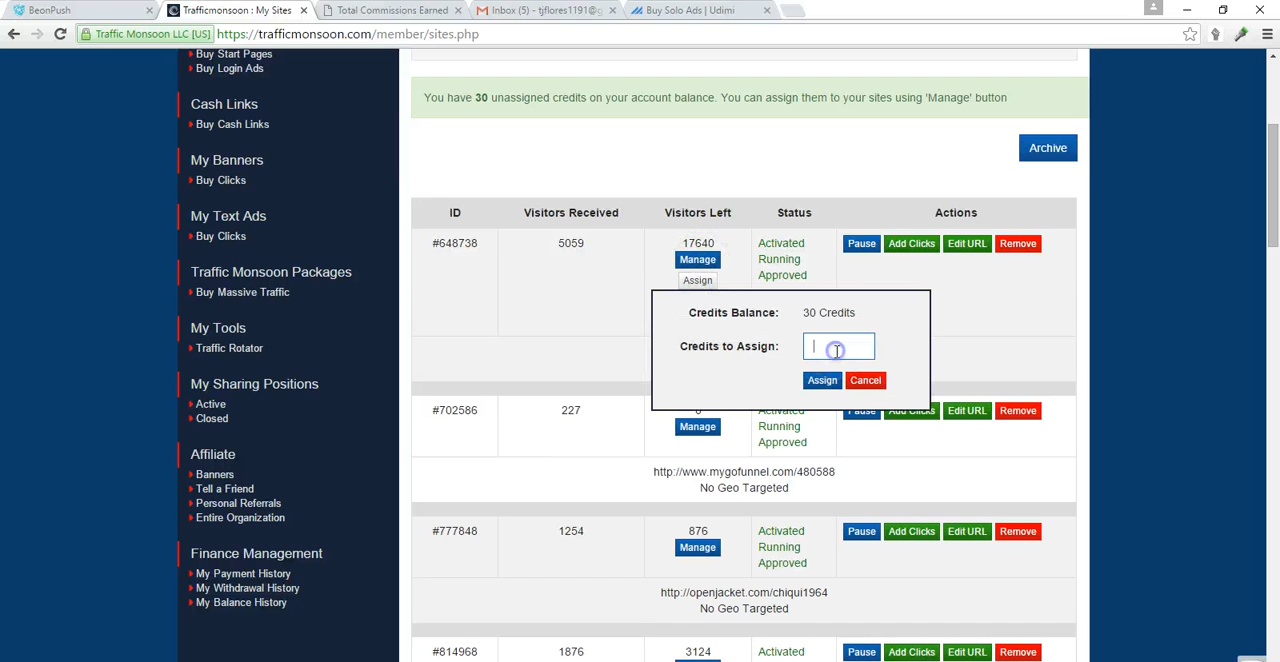 BeonPush
Trafficmonsoon : My Sites
Total Commissions Earned
Inbox (5) - tjflores1191@g
Buy Solo Ads | Udimi
Traffic Monsoon LLC [US] https://trafficmonsoon.com/member/sites.php
Buy Start Pages
Buy Login Ads
Cash Links
Buy Cash Links
My Banners
Buy Clicks
My Text Ads
Buy Clicks
Traffic Monsoon Packages
Buy Massive Traffic
My Tools
Traffic Rotator
My Sharing Positions
Active
Closed
Affiliate
Banners
Tell a Friend
Personal Referrals
Entire Organization
Finance Management
My Payment History
My Withdrawal History
My Balance History
You have 30 unassigned credits on your account balance. You can assign them to your sites using 'Manage' button
Archive
ID Visitors Received Visitors Left Status Actions
#648738 5059 17640 Activated Pause Add Clicks Edit URL Remove
Manage Running
Assign Approved
Credits Balance: 30 Credits
Credits to Assign:
Assign Cancel
#702586 227 Activated Pause Add Clicks Edit URL Remove
Manage Running
Approved
http://www.mygofunnel.com/480588
No Geo Targeted
#777848 1254 876 Activated Pause Add Clicks Edit URL Remove
Manage Running
Approved
http://openjacket.com/chiqui1964
No Geo Targeted
#814968 1876 3124 Activated Pause Add Clicks Edit URL Remove